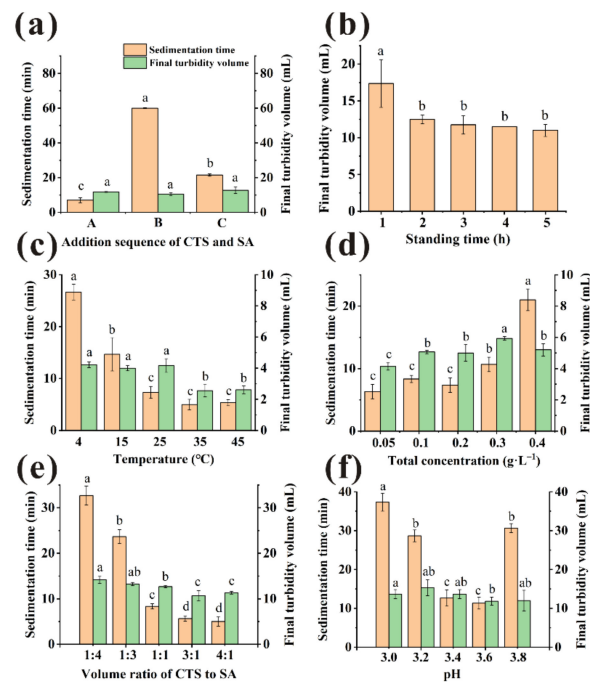 (a)
Sedimentation time
Final turbidity volume
Sedimentation time (min)
80
60
40
20
0
c a a a b a
A B C
Addition sequence of CTS and SA
80
60
40
20
0
Final turbidity volume (mL)
(b)
Final turbidity volume (mL)
20
15
10
5
0
a b b b b
1 2 3 4 5
Standing time (h)
(c)
Sedimentation time (min)
30
20
10
0
a a b a c a c b c b
4 15 25 35 45
Temperature (°C)
10
8
6
4
2
0
Final turbidity volume (mL)
(d)
Sedimentation time (min)
20
10
0
c c c b c b b a a b
0.05 0.1 0.2 0.3 0.4
Total concentration (g·L⁻¹)
10
8
6
4
2
0
Final turbidity volume (mL)
(e)
Sedimentation time (min)
30
20
10
0
a a b ab c b d c d c
1:4 1:3 1:1 3:1 4:1
Volume ratio of CTS to SA
30
20
10
0
Final turbidity volume (mL)
(f)
Sedimentation time (min)
40
30
20
10
0
a a b ab c ab c b b ab
3.0 3.2 3.4 3.6 3.8
pH
40
30
20
10
0
Final turbidity volume (mL)